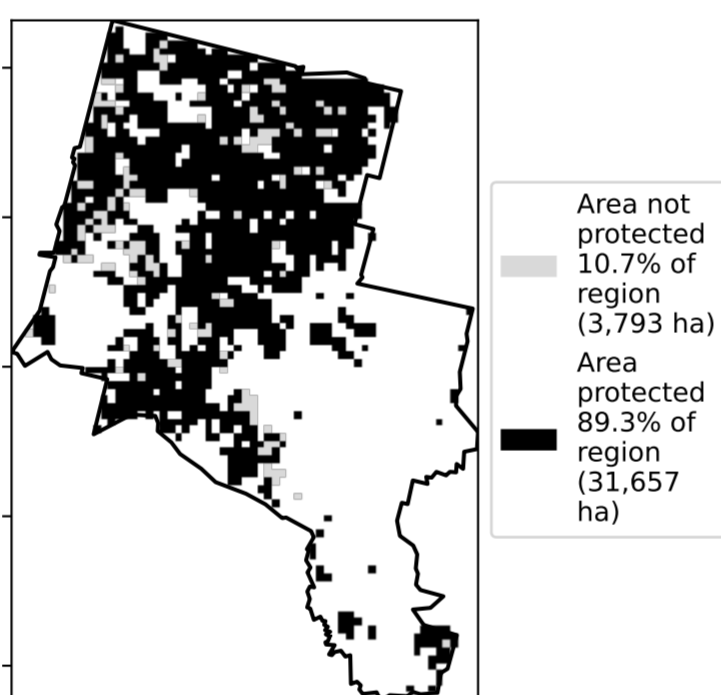 Area not
protected
10.7% of
region
(3,793 ha)
Area
protected
89.3% of
region
(31,657
ha)